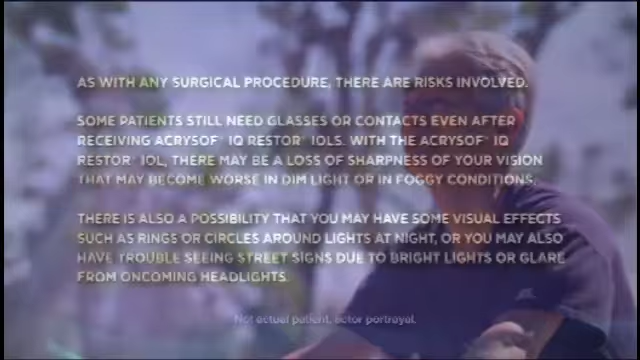 AS WITH ANY SURGICAL PROCEDURE, THERE ARE RISKS INVOLVED.
SOME PATIENTS STILL NEED GLASSES OR CONTACTS EVEN AFTER
RECEIVING ACRYSOF® IQ RESTOR® IOLS. WITH THE ACRYSOF® IQ
RESTOR® IOL, THERE MAY BE A LOSS OF SHARPNESS OF YOUR VISION
THAT MAY BECOME WORSE IN DIM LIGHT OR IN FOGGY CONDITIONS.
THERE IS ALSO A POSSIBILITY THAT YOU MAY HAVE SOME VISUAL EFFECTS
SUCH AS RINGS OR CIRCLES AROUND LIGHTS AT NIGHT, OR YOU MAY ALSO
HAVE TROUBLE SEEING STREET SIGNS DUE TO BRIGHT LIGHTS OR GLARE
FROM ONCOMING HEADLIGHTS.
Not actual patient, actor portrayal.